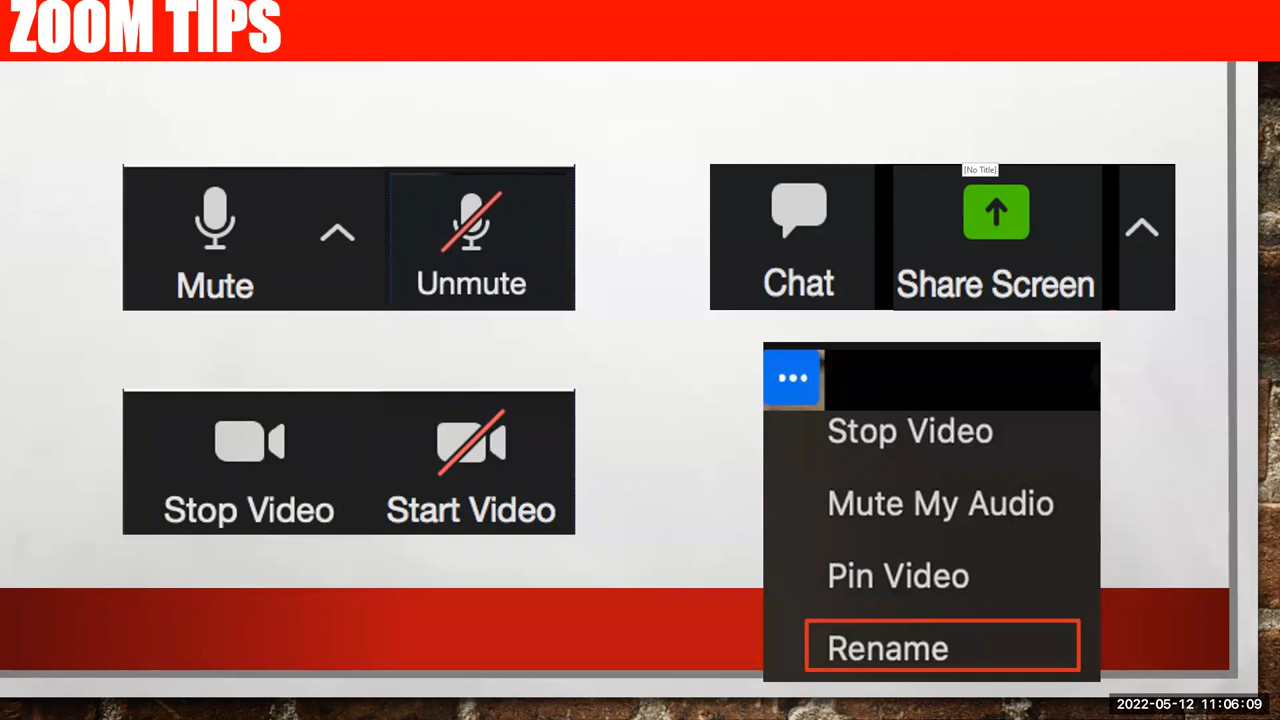 ZOOM TIPS
Mute
Unmute
[No Title]
Chat
Share Screen
Stop Video
Start Video
Stop Video
Mute My Audio
Pin Video
Rename
2022-05-12 11:06:09